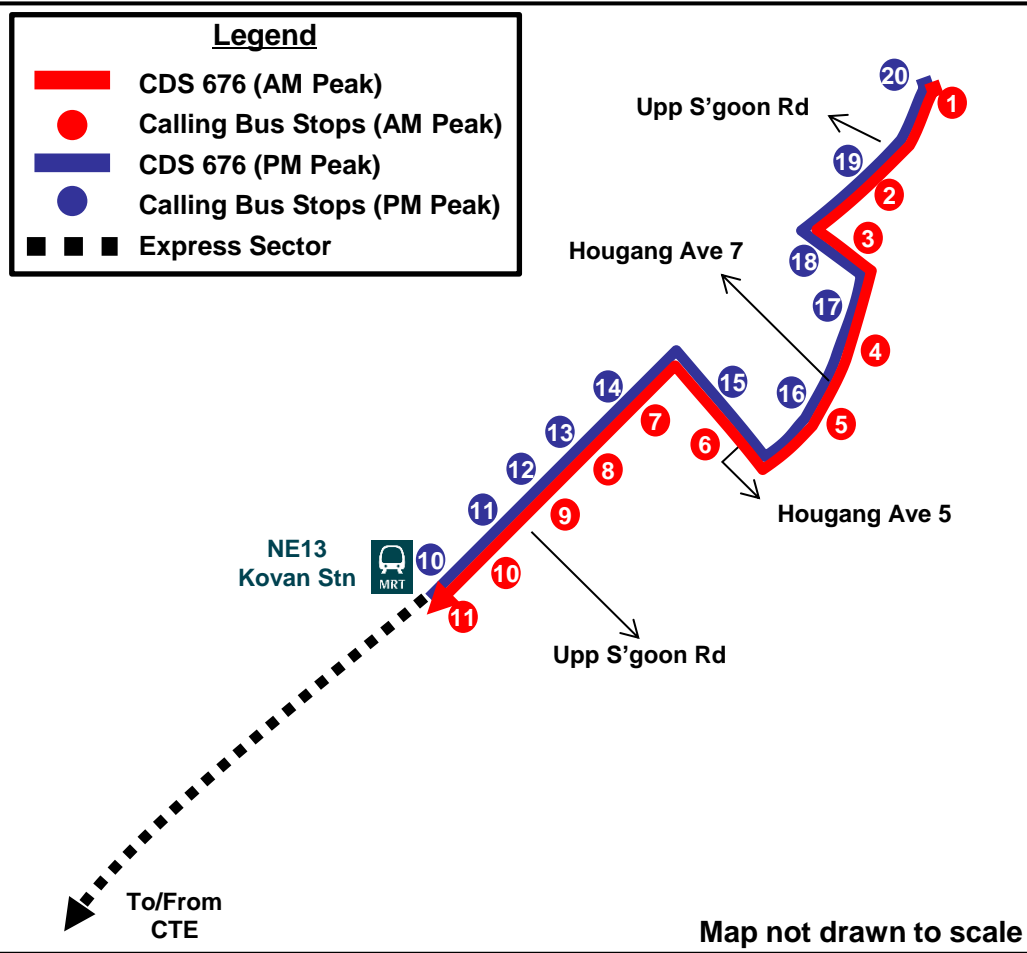 Legend
CDS 676 (AM Peak)
Calling Bus Stops (AM Peak)
CDS 676 (PM Peak)
Calling Bus Stops (PM Peak)
Express Sector
20
1
Upp S’goon Rd
19
2
3
18
Hougang Ave 7
17
4
15
14
16
7
5
13
6
8
12
11
9
Hougang Ave 5
NE13
Kovan Stn
MRT
10
10
11
Upp S’goon Rd
To/From
CTE
Map not drawn to scale